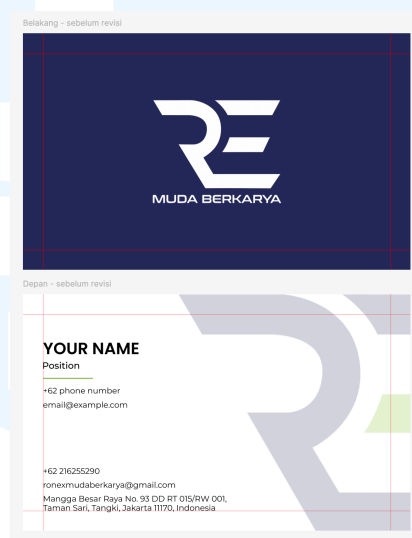 Belakang - sebelum revisi
RE
MUDA BERKARYA
Depan - sebelum revisi
YOUR NAME
Position
+62 phone number
email@example.com
+62 216255290
ronexmudaberkarya@gmail.com
Mangga Besar Raya No. 93 DD RT 015/RW 001,
Taman Sari, Tangki, Jakarta 11170, Indonesia
RE